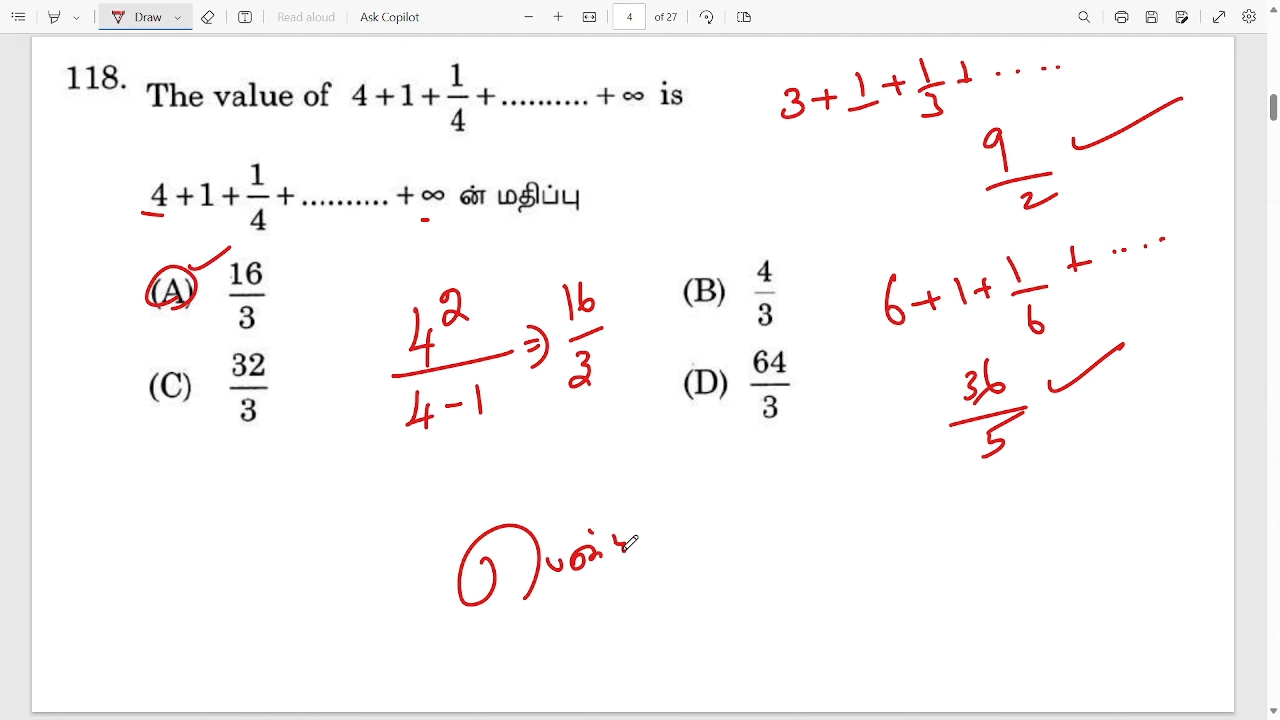 Draw
Read aloud
Ask Copilot
4 of 27
118. The value of 4 + 1 + 1/4 + .......... + ∞ is
4 + 1 + 1/4 + .......... + ∞ ன் மதிப்பு
(A) 16/3
(B) 4/3
(C) 32/3
(D) 64/3
4²/4-1 ⇒ 16/3
3 + 1 + 1/3 + ....
9/2
6 + 1 + 1/6 + ....
36/5